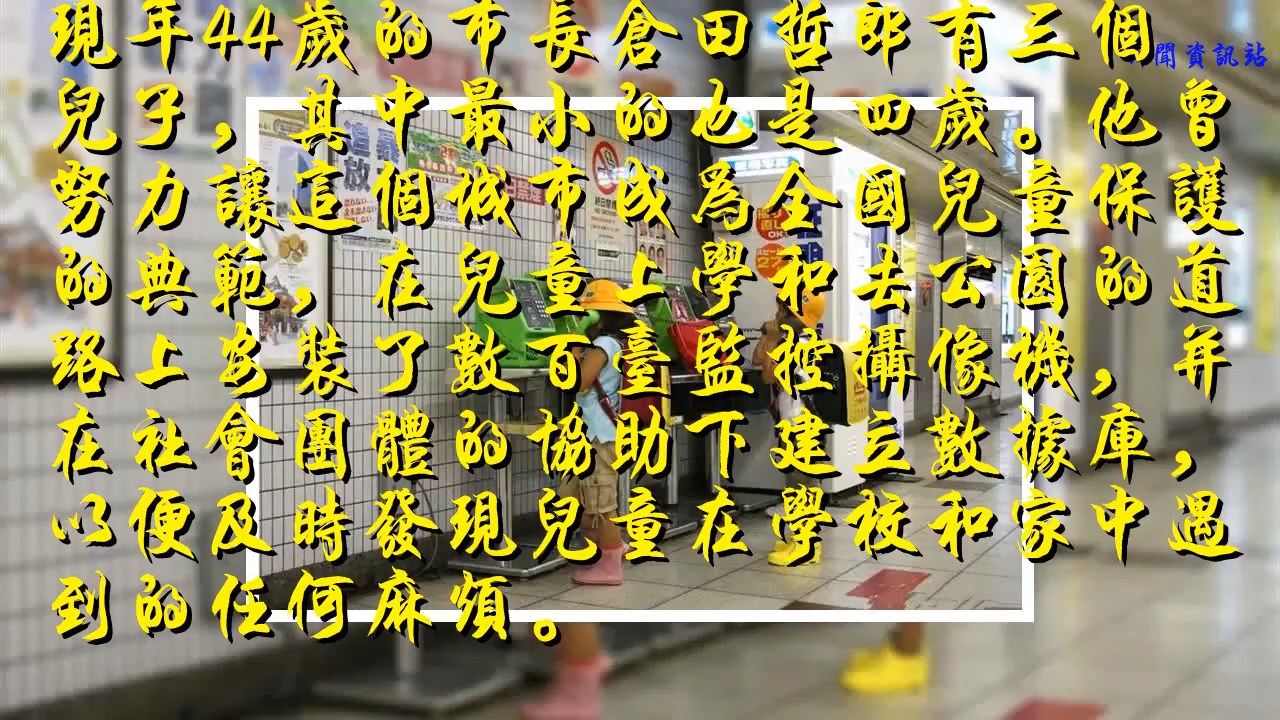 現年44歲的市長倉田哲郎有三個
聞資訊站
兒子，其中最小的也是四歲。他曾
努力讓這個城市成爲全國兒童保護
的典範，在兒童上學和去公園的道
路上安裝了數百臺監控攝像機，并
在社會團體的協助下建立數據庫，
以便及時發現兒童在學校和家中遇
到的任何麻煩。